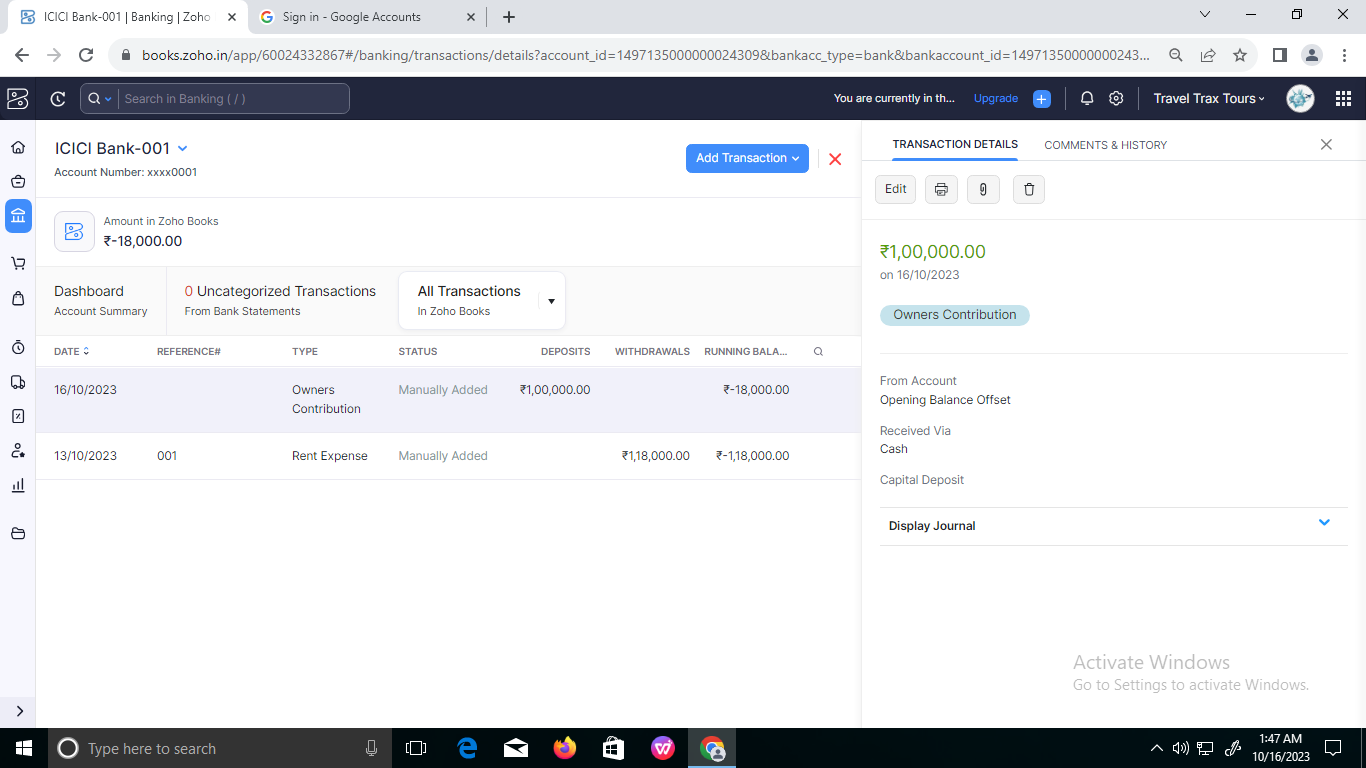 ICICI Bank-001 | Banking | Zoho
Sign in - Google Accounts
books.zoho.in/app/60024332867#/banking/transactions/details?account_id=1497135000000024309&bankacc_type=bank&bankaccount_id=14971350000000243...
Search in Banking ( / )
You are currently in th...
Upgrade
Travel Trax Tours
ICICI Bank-001
Account Number: xxxx0001
Add Transaction
Amount in Zoho Books
₹-18,000.00
Dashboard
Account Summary
0 Uncategorized Transactions
From Bank Statements
All Transactions
In Zoho Books
DATE REFERENCE# TYPE STATUS DEPOSITS WITHDRAWALS RUNNING BALA...
16/10/2023 Owners Contribution Manually Added ₹1,00,000.00 ₹-18,000.00
13/10/2023 001 Rent Expense Manually Added ₹1,18,000.00 ₹-1,18,000.00
TRANSACTION DETAILS
COMMENTS & HISTORY
Edit
₹1,00,000.00
on 16/10/2023
Owners Contribution
From Account
Opening Balance Offset
Received Via
Cash
Capital Deposit
Display Journal
Activate Windows
Go to Settings to activate Windows.
Type here to search
1:47 AM
10/16/2023